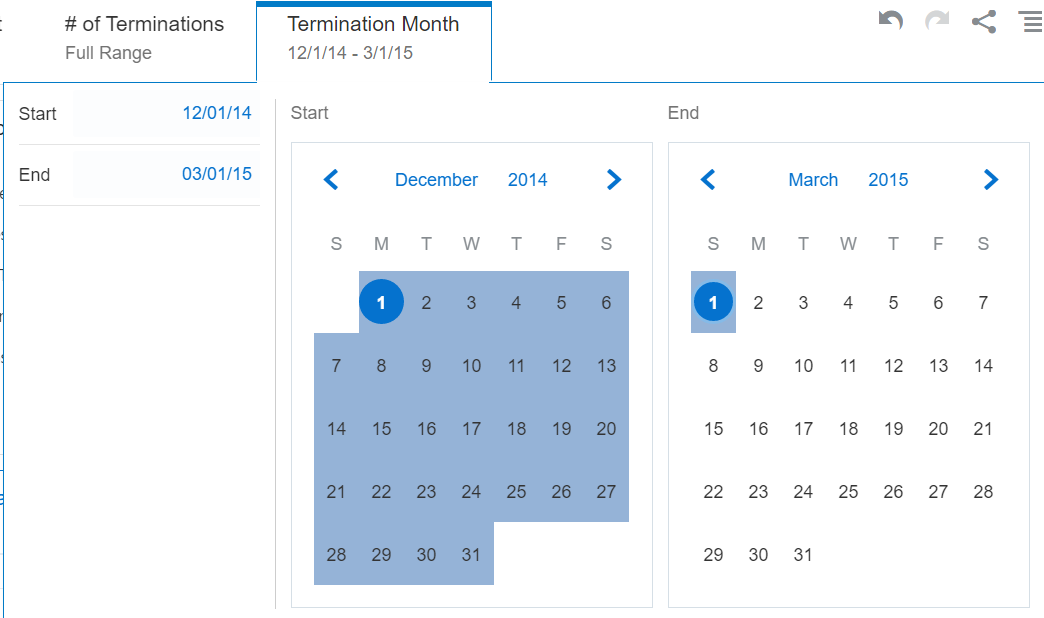 # of Terminations
Full Range
Termination Month
12/1/14 - 3/1/15
Start 12/01/14
End 03/01/15
Start
December 2014
S M T W T F S
1 2 3 4 5 6
7 8 9 10 11 12 13
14 15 16 17 18 19 20
21 22 23 24 25 26 27
28 29 30 31
End
March 2015
S M T W T F S
1 2 3 4 5 6 7
8 9 10 11 12 13 14
15 16 17 18 19 20 21
22 23 24 25 26 27 28
29 30 31